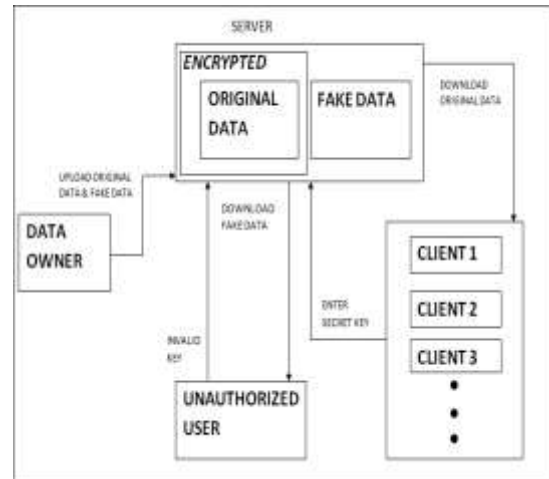 SERVER
ENCRYPTED
ORIGINAL
DATA
FAKE DATA
DOWNLOAD
ORIGINAL DATA
UPLOAD ORIGINAL
DATA & FAKE DATA
DATA
OWNER
DOWNLOAD
FAKE DATA
CLIENT 1
CLIENT 2
CLIENT 3
ENTER
SECRET KEY
INVALID
KEY
UNAUTHORIZED
USER